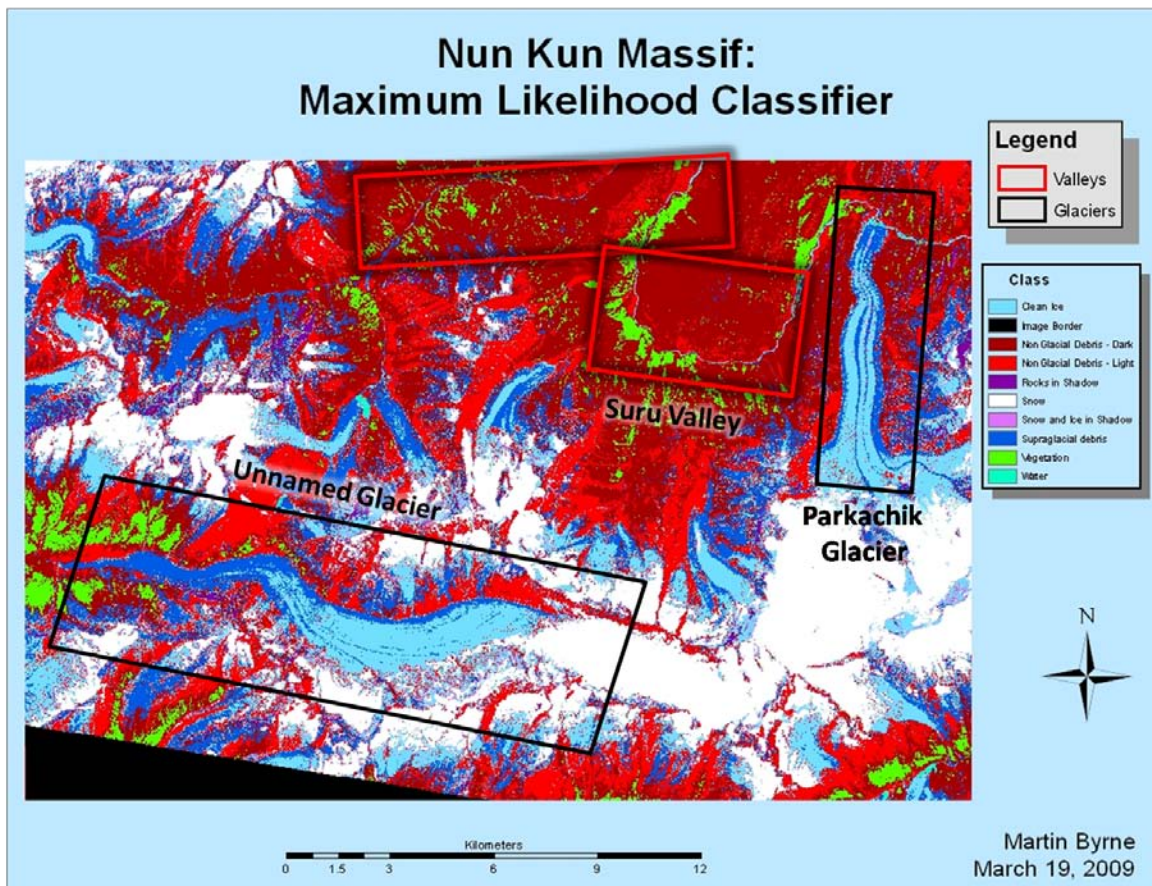 Nun Kun Massif:
Maximum Likelihood Classifier
Legend
Valleys
Glaciers
Class
Clean Ice
Image Border
Non Glacial Debris - Dark
Non Glacial Debris - Light
Rocks in Shadow
Snow
Snow and Ice in Shadow
Supraglacial debris
Vegetation
Water
Suru Valley
Unnamed Glacier
Parkachik
Glacier
N
Kilometers
0 1.5 3 6 9 12
Martin Byrne
March 19, 2009